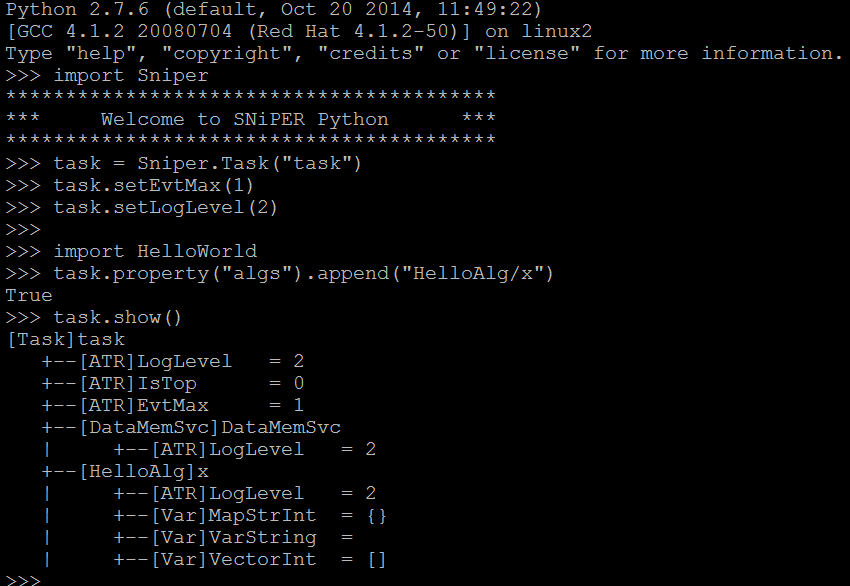 Python 2.7.6 (default, Oct 20 2014, 11:49:22)
[GCC 4.1.2 20080704 (Red Hat 4.1.2-50)] on linux2
Type "help", "copyright", "credits" or "license" for more information.
>>> import Sniper
*****************************************
***     Welcome to SNiPER Python      ***
*****************************************
>>> task = Sniper.Task("task")
>>> task.setEvtMax(1)
>>> task.setLogLevel(2)
>>>
>>> import HelloWorld
>>> task.property("algs").append("HelloAlg/x")
True
>>> task.show()
[Task]task
   +--[ATR]LogLevel   = 2
   +--[ATR]IsTop      = 0
   +--[ATR]EvtMax     = 1
   +--[DataMemSvc]DataMemSvc
   |     +--[ATR]LogLevel   = 2
   +--[HelloAlg]x
   |     +--[ATR]LogLevel   = 2
   |     +--[Var]MapStrInt  = {}
   |     +--[Var]VarString  =
   |     +--[Var]VectorInt  = []
>>>